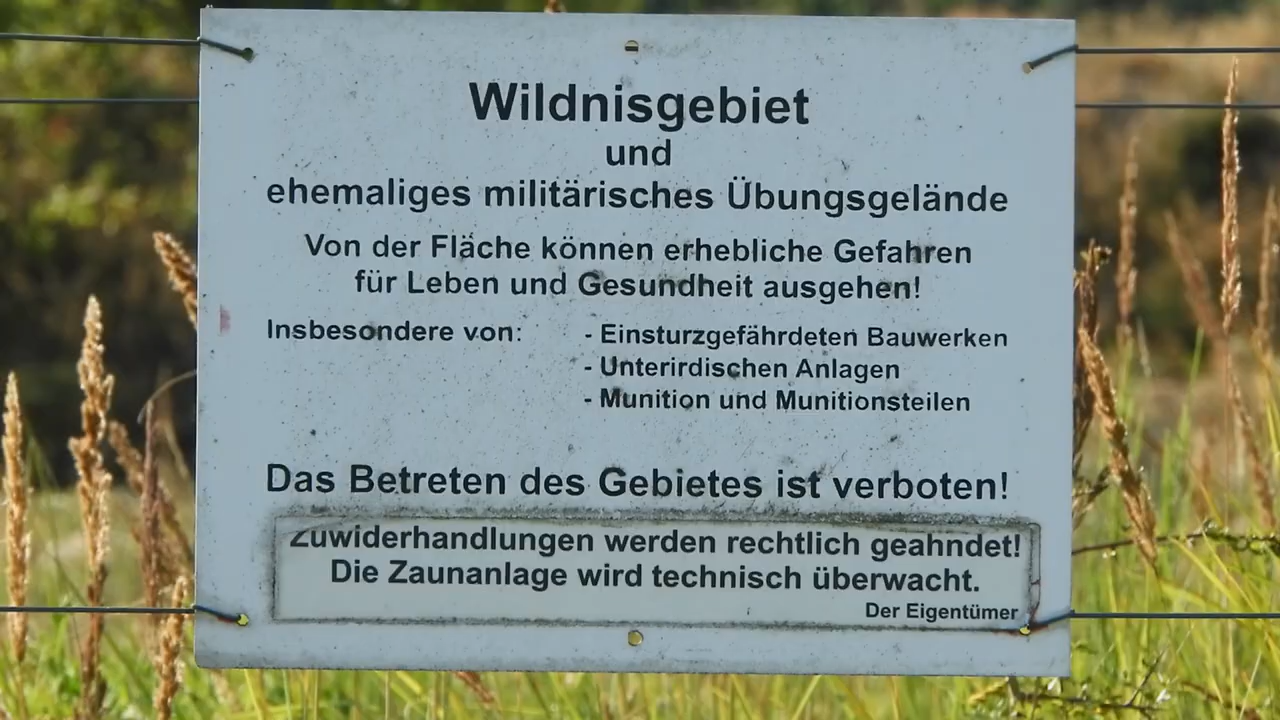 Wildnisgebiet
und
ehemaliges militärisches Übungsgelände
Von der Fläche können erhebliche Gefahren
für Leben und Gesundheit ausgehen!
Insbesondere von: - Einsturzgefährdeten Bauwerken
- Unterirdischen Anlagen
- Munition und Munitionsteilen
Das Betreten des Gebietes ist verboten!
Zuwiderhandlungen werden rechtlich geahndet!
Die Zaunanlage wird technisch überwacht.
Der Eigentümer